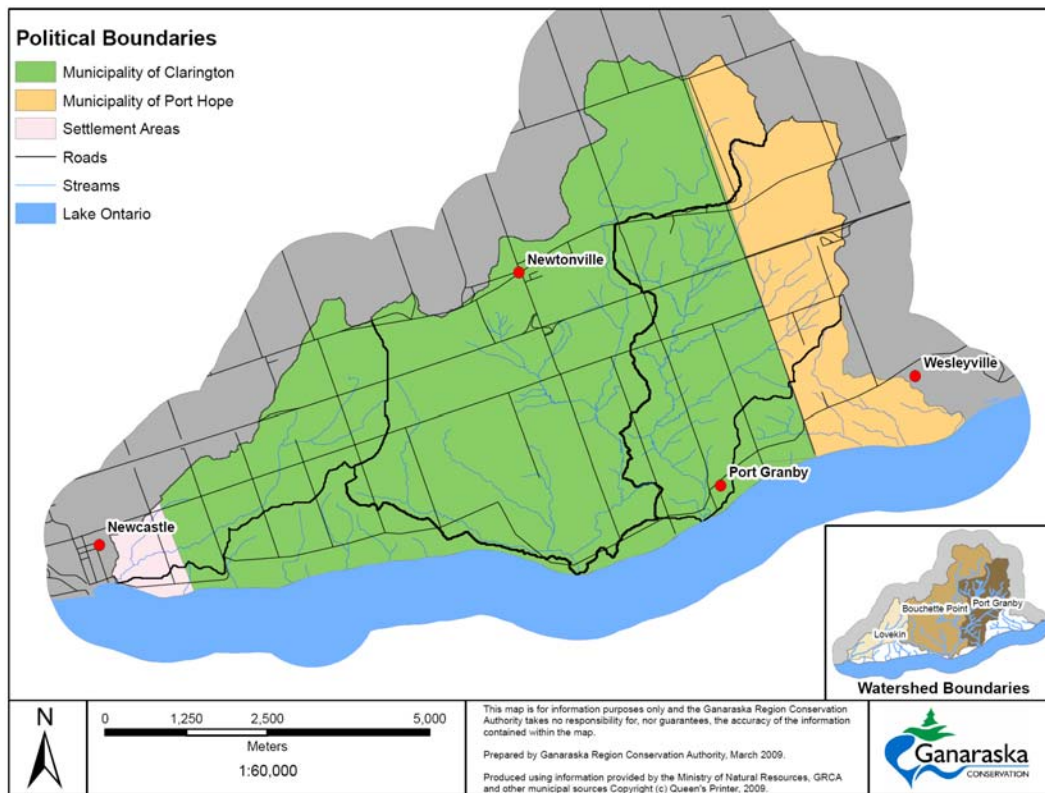 Political Boundaries
Municipality of Clarington
Municipality of Port Hope
Settlement Areas
Roads
Streams
Lake Ontario
Newtonville
Wesleyville
Port Granby
Newcastle
Bouchette Point
Port Granby
Lovekin
Watershed Boundaries
N
0 1,250 2,500 5,000
Meters
1:60,000
This map is for information purposes only and the Ganaraska Region Conservation
Authority takes no responsibility for, nor guarantees, the accuracy of the information
contained within the map.
Prepared by Ganaraska Region Conservation Authority, March 2009.
Produced using information provided by the Ministry of Natural Resources, GRCA
and other municipal sources Copyright (c) Queen's Printer, 2009.
Ganaraska
CONSERVATION